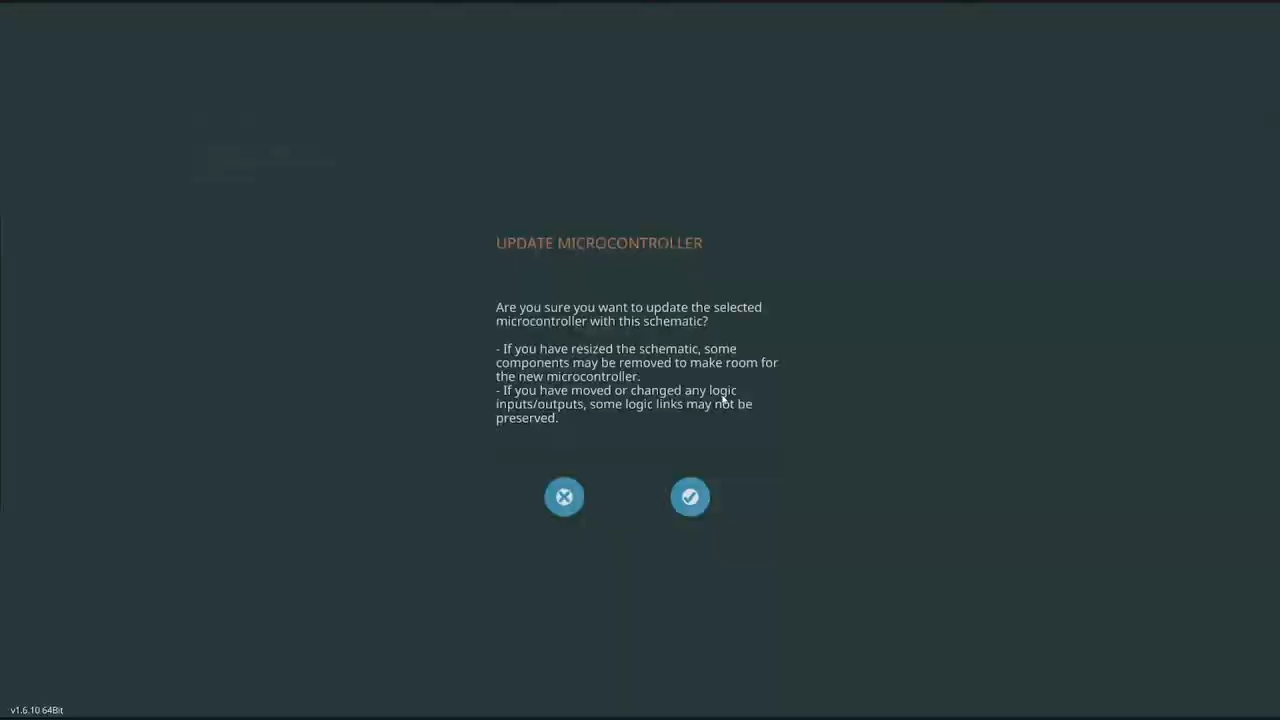 UPDATE MICROCONTROLLER
Are you sure you want to update the selected
microcontroller with this schematic?
- If you have resized the schematic, some
components may be removed to make room for
the new microcontroller.
- If you have moved or changed any logic
inputs/outputs, some logic links may not be
preserved.
v1.6.10 64Bit